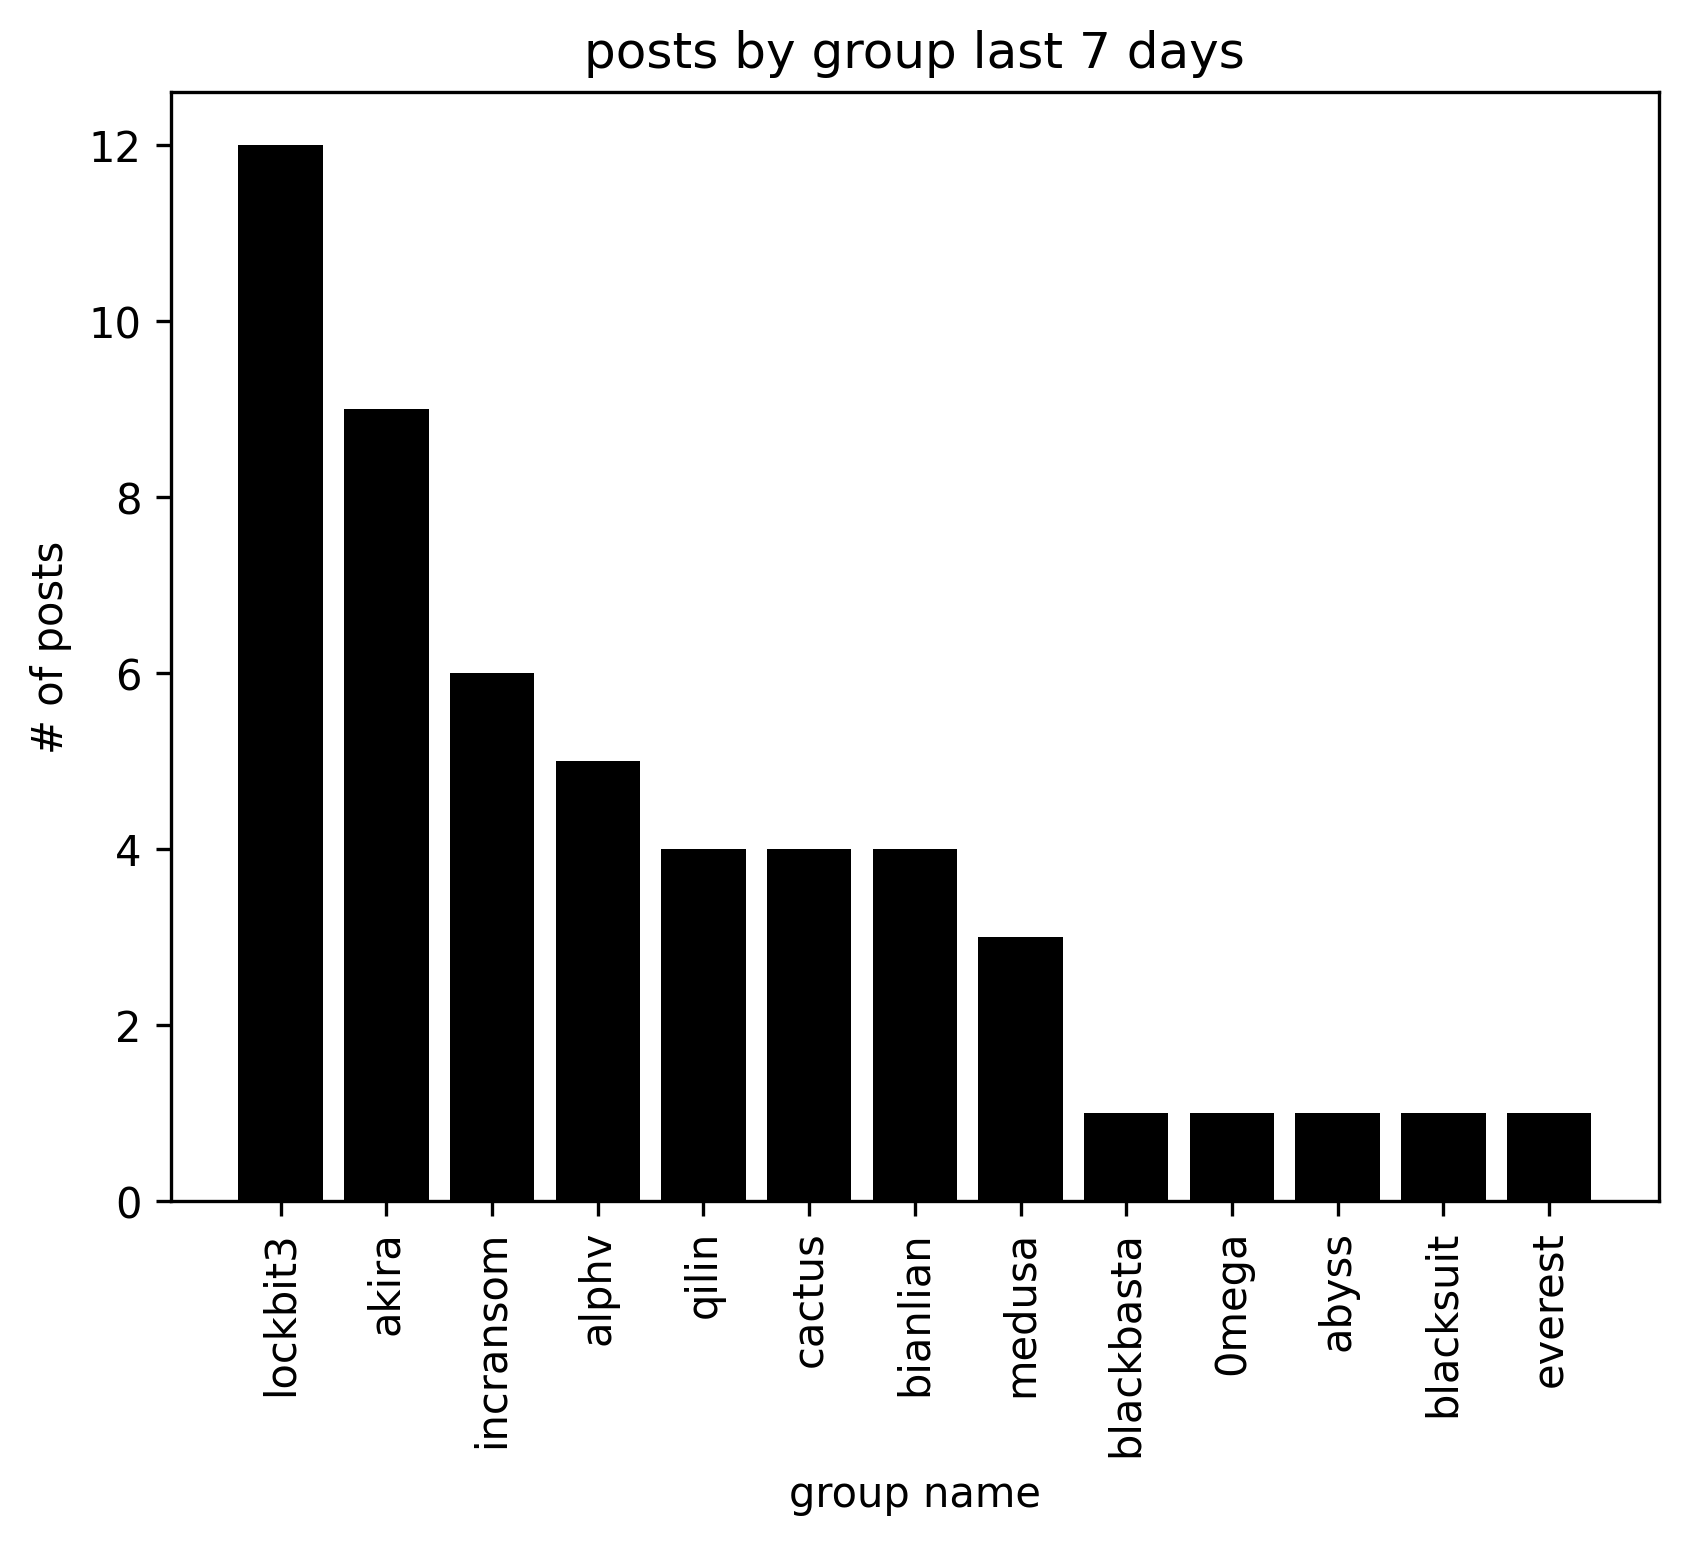 posts by group last 7 days
12
10
8
6
4
2
0
# of posts
lockbit3
akira
incransom
alphv
qilin
cactus
bianlian
medusa
blackbasta
0mega
abyss
blacksuit
everest
group name